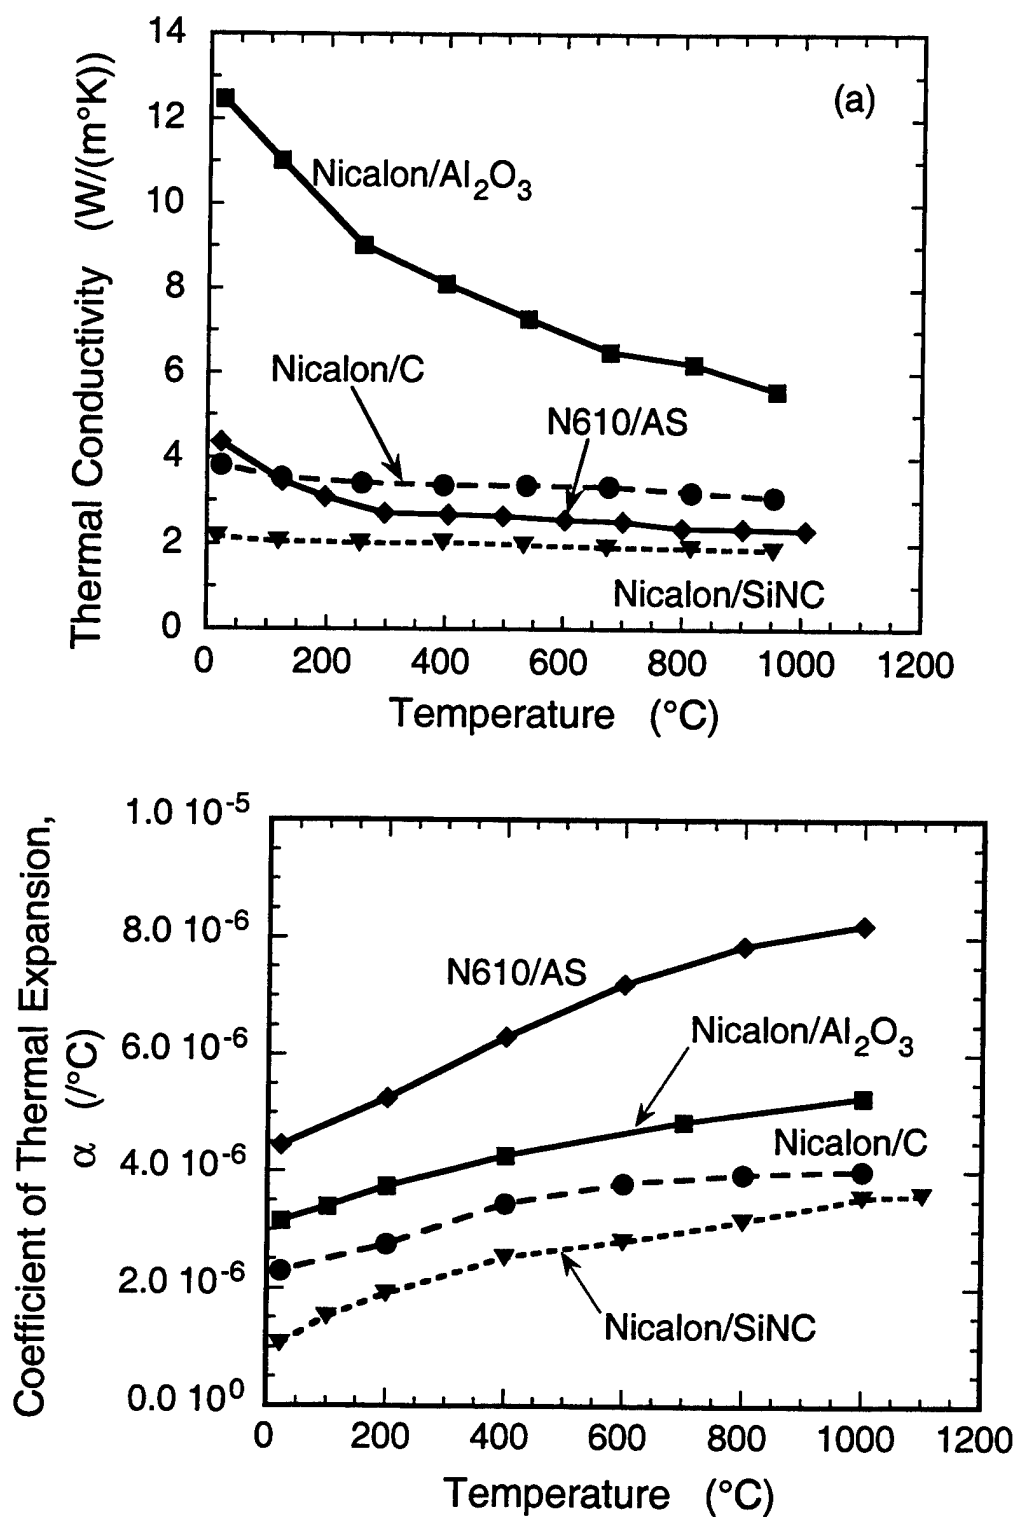 14
12
10
8
6
4
2
0
Thermal Conductivity (W/(m°K))
(a)
Nicalon/Al₂O₃
Nicalon/C
N610/AS
Nicalon/SiNC
0 200 400 600 800 1000 1200
Temperature (°C)
1.0 10⁻⁵
8.0 10⁻⁶
6.0 10⁻⁶
4.0 10⁻⁶
2.0 10⁻⁶
0.0 10⁰
Coefficient of Thermal Expansion,
α (/°C)
N610/AS
Nicalon/Al₂O₃
Nicalon/C
Nicalon/SiNC
0 200 400 600 800 1000 1200
Temperature (°C)